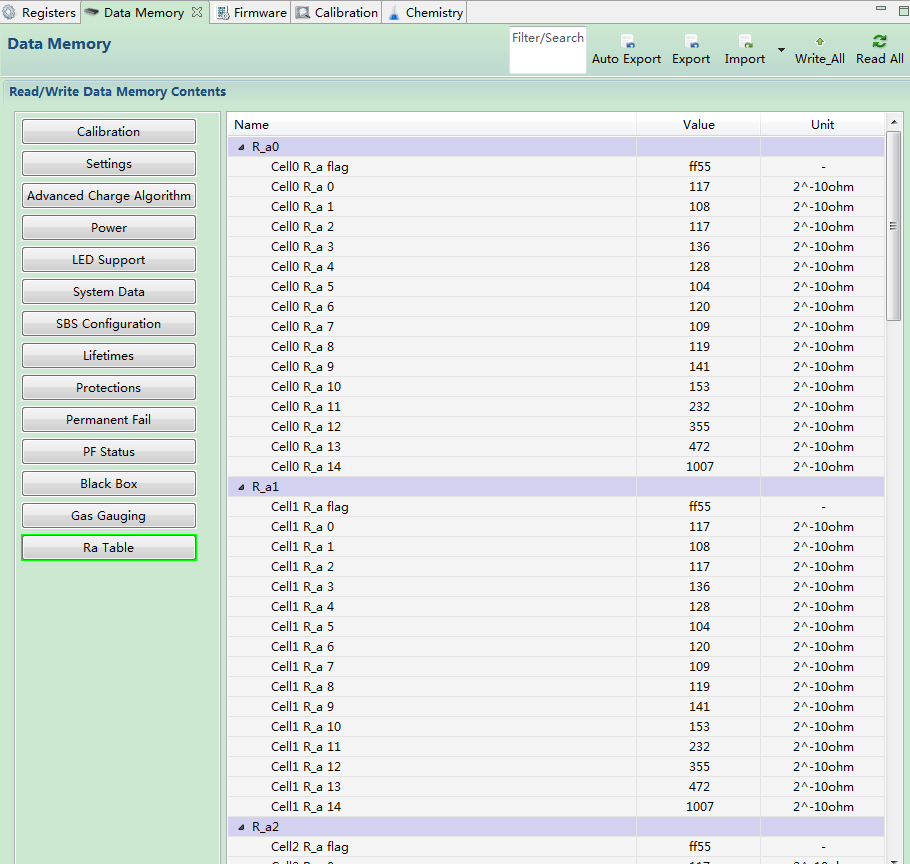 Registers Data Memory Firmware Calibration Chemistry
Data Memory
Filter/Search
Auto Export Export Import Write_All Read All
Read/Write Data Memory Contents
Calibration
Settings
Advanced Charge Algorithm
Power
LED Support
System Data
SBS Configuration
Lifetimes
Protections
Permanent Fail
PF Status
Black Box
Gas Gauging
Ra Table
Name Value Unit
R_a0
Cell0 R_a flag ff55 -
Cell0 R_a 0 117 2^-10ohm
Cell0 R_a 1 108 2^-10ohm
Cell0 R_a 2 117 2^-10ohm
Cell0 R_a 3 136 2^-10ohm
Cell0 R_a 4 128 2^-10ohm
Cell0 R_a 5 104 2^-10ohm
Cell0 R_a 6 120 2^-10ohm
Cell0 R_a 7 109 2^-10ohm
Cell0 R_a 8 119 2^-10ohm
Cell0 R_a 9 141 2^-10ohm
Cell0 R_a 10 153 2^-10ohm
Cell0 R_a 11 232 2^-10ohm
Cell0 R_a 12 355 2^-10ohm
Cell0 R_a 13 472 2^-10ohm
Cell0 R_a 14 1007 2^-10ohm
R_a1
Cell1 R_a flag ff55 -
Cell1 R_a 0 117 2^-10ohm
Cell1 R_a 1 108 2^-10ohm
Cell1 R_a 2 117 2^-10ohm
Cell1 R_a 3 136 2^-10ohm
Cell1 R_a 4 128 2^-10ohm
Cell1 R_a 5 104 2^-10ohm
Cell1 R_a 6 120 2^-10ohm
Cell1 R_a 7 109 2^-10ohm
Cell1 R_a 8 119 2^-10ohm
Cell1 R_a 9 141 2^-10ohm
Cell1 R_a 10 153 2^-10ohm
Cell1 R_a 11 232 2^-10ohm
Cell1 R_a 12 355 2^-10ohm
Cell1 R_a 13 472 2^-10ohm
Cell1 R_a 14 1007 2^-10ohm
R_a2
Cell2 R_a flag ff55 -